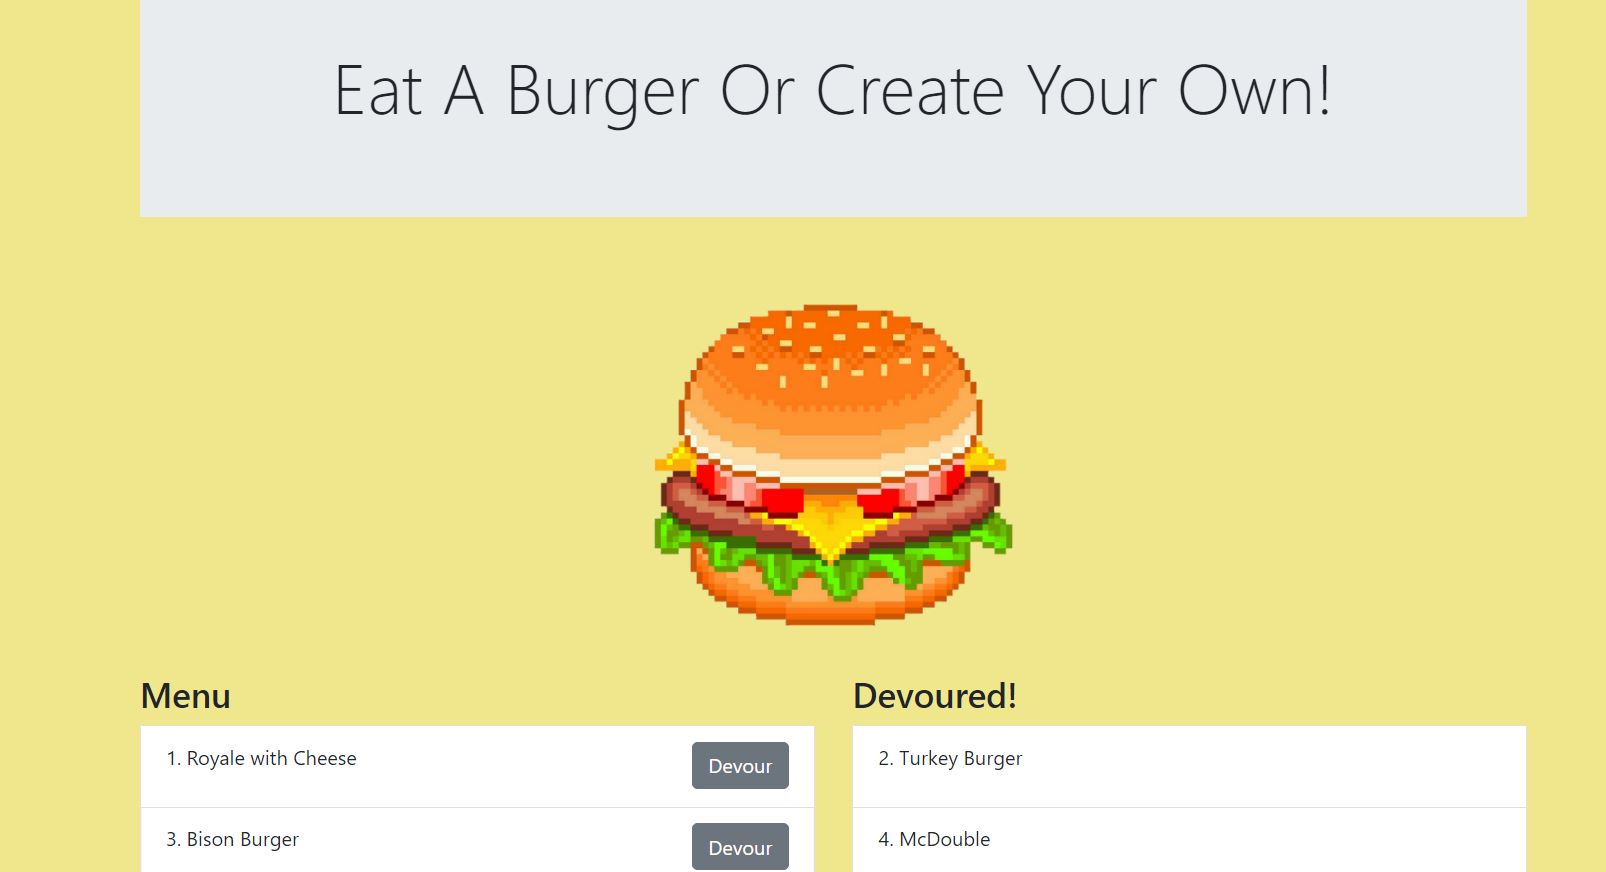 Eat A Burger Or Create Your Own!
Menu
1. Royale with Cheese
Devour
3. Bison Burger
Devour
Devoured!
2. Turkey Burger
4. McDouble